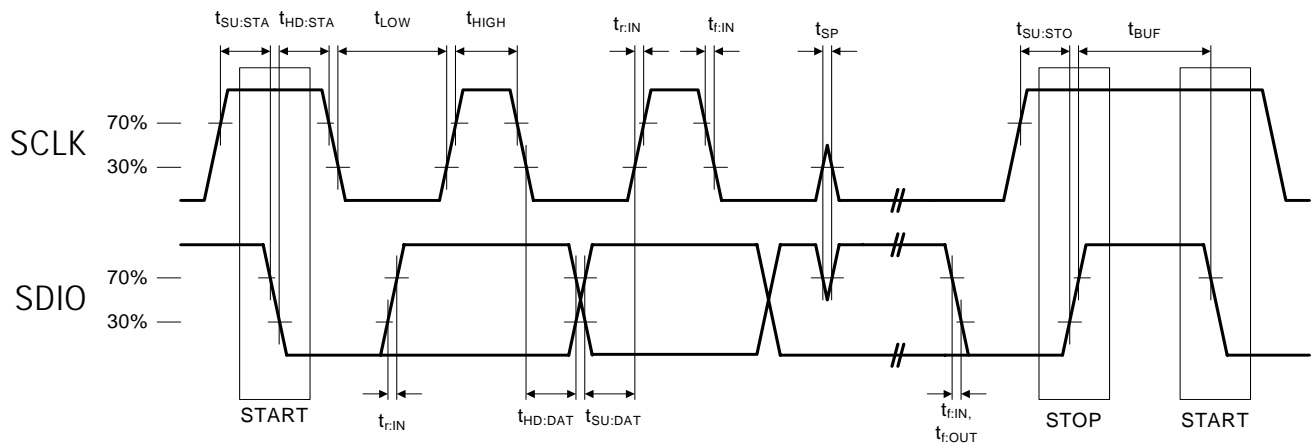 tSU:STA tHD:STA tLOW tHIGH tr:IN tf:IN tSP tSU:STO tBUF
SCLK
70%
30%
SDIO
70%
30%
START
tr:IN
tHD:DAT tSU:DAT
tf:IN,
tf:OUT
STOP
START